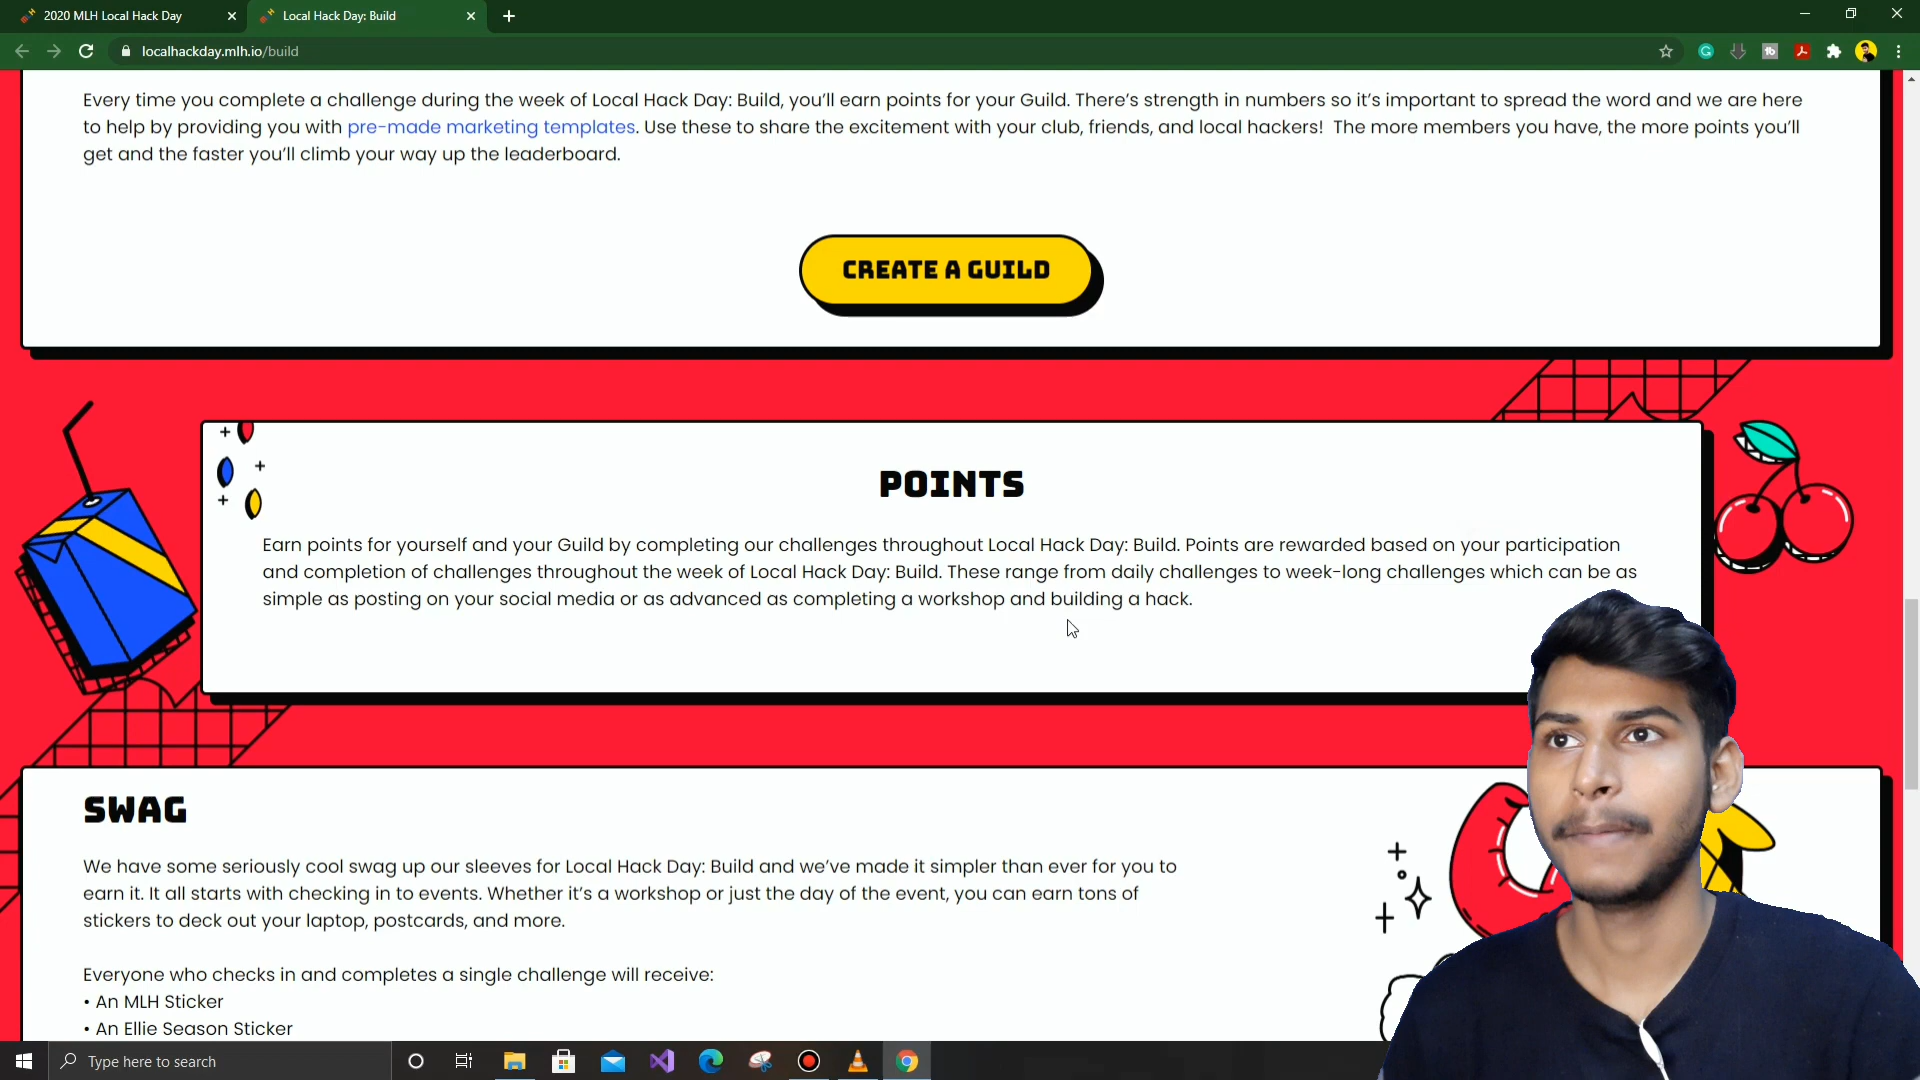 2020 MLH Local Hack Day
Local Hack Day: Build
localhackday.mlh.io/build
Every time you complete a challenge during the week of Local Hack Day: Build, you'll earn points for your Guild. There's strength in numbers so it's important to spread the word and we are here
to help by providing you with pre-made marketing templates. Use these to share the excitement with your club, friends, and local hackers! The more members you have, the more points you'll
get and the faster you'll climb your way up the leaderboard.
CREATE A GUILD
POINTS
Earn points for yourself and your Guild by completing our challenges throughout Local Hack Day: Build. Points are rewarded based on your participation
and completion of challenges throughout the week of Local Hack Day: Build. These range from daily challenges to week-long challenges which can be as
simple as posting on your social media or as advanced as completing a workshop and building a hack.
SWAG
We have some seriously cool swag up our sleeves for Local Hack Day: Build and we've made it simpler than ever for you to
earn it. It all starts with checking in to events. Whether it's a workshop or just the day of the event, you can earn tons of
stickers to deck out your laptop, postcards, and more.
Everyone who checks in and completes a single challenge will receive:
• An MLH Sticker
• An Ellie Season Sticker
Type here to search